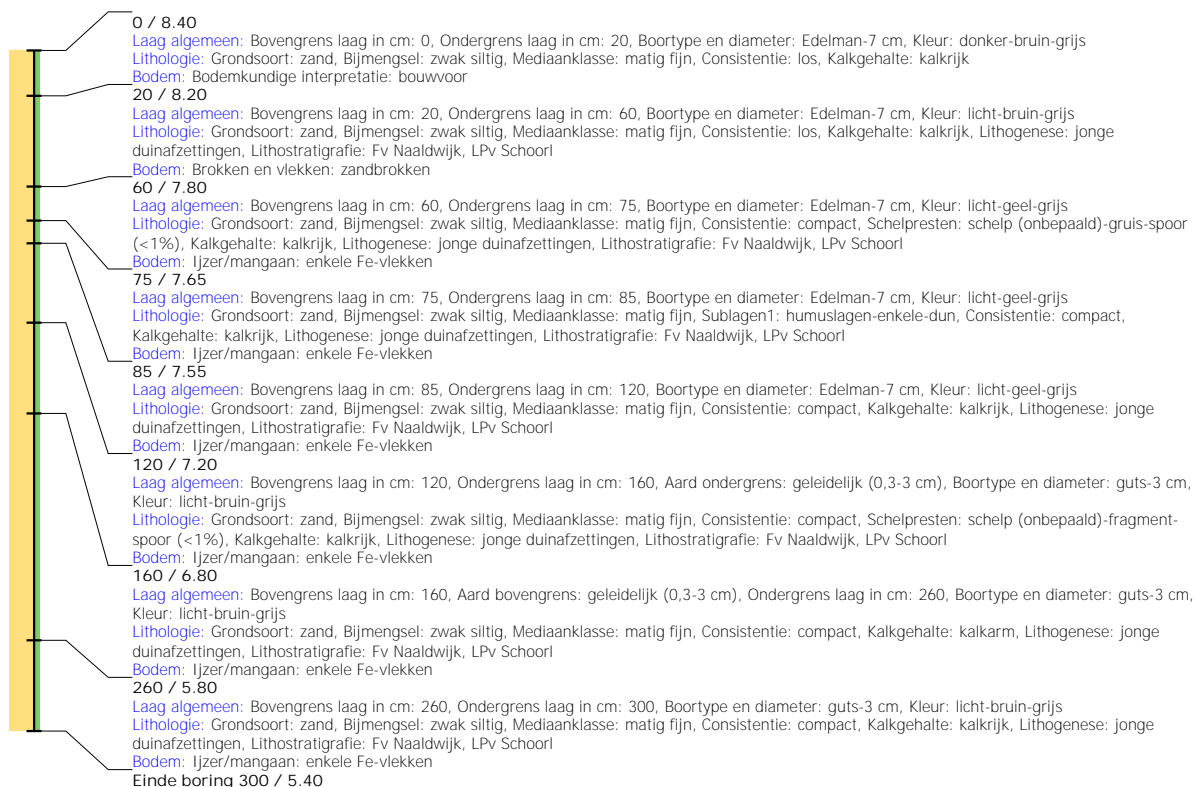 0 / 8.40
Laag algemeen: Bovengrens laag in cm: 0, Ondergrens laag in cm: 20, Boortype en diameter: Edelman-7 cm, Kleur: donker-bruin-grijs
Lithologie: Grondsoort: zand, Bijmengsel: zwak siltig, Mediaanklasse: matig fijn, Consistentie: los, Kalkgehalte: kalkrijk
Bodem: Bodemkundige interpretatie: bouwvoor
20 / 8.20
Laag algemeen: Bovengrens laag in cm: 20, Ondergrens laag in cm: 60, Boortype en diameter: Edelman-7 cm, Kleur: licht-bruin-grijs
Lithologie: Grondsoort: zand, Bijmengsel: zwak siltig, Mediaanklasse: matig fijn, Consistentie: los, Kalkgehalte: kalkrijk, Lithogenese: jonge
duinafzettingen, Lithostratigrafie: Fv Naaldwijk, LPv Schoorl
Bodem: Brokken en vlekken: zandbrokken
60 / 7.80
Laag algemeen: Bovengrens laag in cm: 60, Ondergrens laag in cm: 75, Boortype en diameter: Edelman-7 cm, Kleur: licht-geel-grijs
Lithologie: Grondsoort: zand, Bijmengsel: zwak siltig, Mediaanklasse: matig fijn, Consistentie: compact, Schelpresten: schelp (onbepaald)-gruis-spoor
(<1%), Kalkgehalte: kalkrijk, Lithogenese: jonge duinafzettingen, Lithostratigrafie: Fv Naaldwijk, LPv Schoorl
Bodem: Ijzer/mangaan: enkele Fe-vlekken
75 / 7.65
Laag algemeen: Bovengrens laag in cm: 75, Ondergrens laag in cm: 85, Boortype en diameter: Edelman-7 cm, Kleur: licht-geel-grijs
Lithologie: Grondsoort: zand, Bijmengsel: zwak siltig, Mediaanklasse: matig fijn, Sublagen1: humuslagen-enkele-dun, Consistentie: compact,
Kalkgehalte: kalkrijk, Lithogenese: jonge duinafzettingen, Lithostratigrafie: Fv Naaldwijk, LPv Schoorl
Bodem: Ijzer/mangaan: enkele Fe-vlekken
85 / 7.55
Laag algemeen: Bovengrens laag in cm: 85, Ondergrens laag in cm: 120, Boortype en diameter: Edelman-7 cm, Kleur: licht-geel-grijs
Lithologie: Grondsoort: zand, Bijmengsel: zwak siltig, Mediaanklasse: matig fijn, Consistentie: compact, Kalkgehalte: kalkrijk, Lithogenese: jonge
duinafzettingen, Lithostratigrafie: Fv Naaldwijk, LPv Schoorl
Bodem: Ijzer/mangaan: enkele Fe-vlekken
120 / 7.20
Laag algemeen: Bovengrens laag in cm: 120, Ondergrens laag in cm: 160, Aard ondergrens: geleidelijk (0,3-3 cm), Boortype en diameter: guts-3 cm,
Kleur: licht-bruin-grijs
Lithologie: Grondsoort: zand, Bijmengsel: zwak siltig, Mediaanklasse: matig fijn, Consistentie: compact, Schelpresten: schelp (onbepaald)-fragment-
spoor (<1%), Kalkgehalte: kalkrijk, Lithogenese: jonge duinafzettingen, Lithostratigrafie: Fv Naaldwijk, LPv Schoorl
Bodem: Ijzer/mangaan: enkele Fe-vlekken
160 / 6.80
Laag algemeen: Bovengrens laag in cm: 160, Aard bovengrens: geleidelijk (0,3-3 cm), Ondergrens laag in cm: 260, Boortype en diameter: guts-3 cm,
Kleur: licht-bruin-grijs
Lithologie: Grondsoort: zand, Bijmengsel: zwak siltig, Mediaanklasse: matig fijn, Consistentie: compact, Kalkgehalte: kalkarm, Lithogenese: jonge
duinafzettingen, Lithostratigrafie: Fv Naaldwijk, LPv Schoorl
Bodem: Ijzer/mangaan: enkele Fe-vlekken
260 / 5.80
Laag algemeen: Bovengrens laag in cm: 260, Ondergrens laag in cm: 300, Boortype en diameter: guts-3 cm, Kleur: licht-bruin-grijs
Lithologie: Grondsoort: zand, Bijmengsel: zwak siltig, Mediaanklasse: matig fijn, Consistentie: compact, Kalkgehalte: kalkrijk, Lithogenese: jonge
duinafzettingen, Lithostratigrafie: Fv Naaldwijk, LPv Schoorl
Bodem: Ijzer/mangaan: enkele Fe-vlekken
Einde boring 300 / 5.40